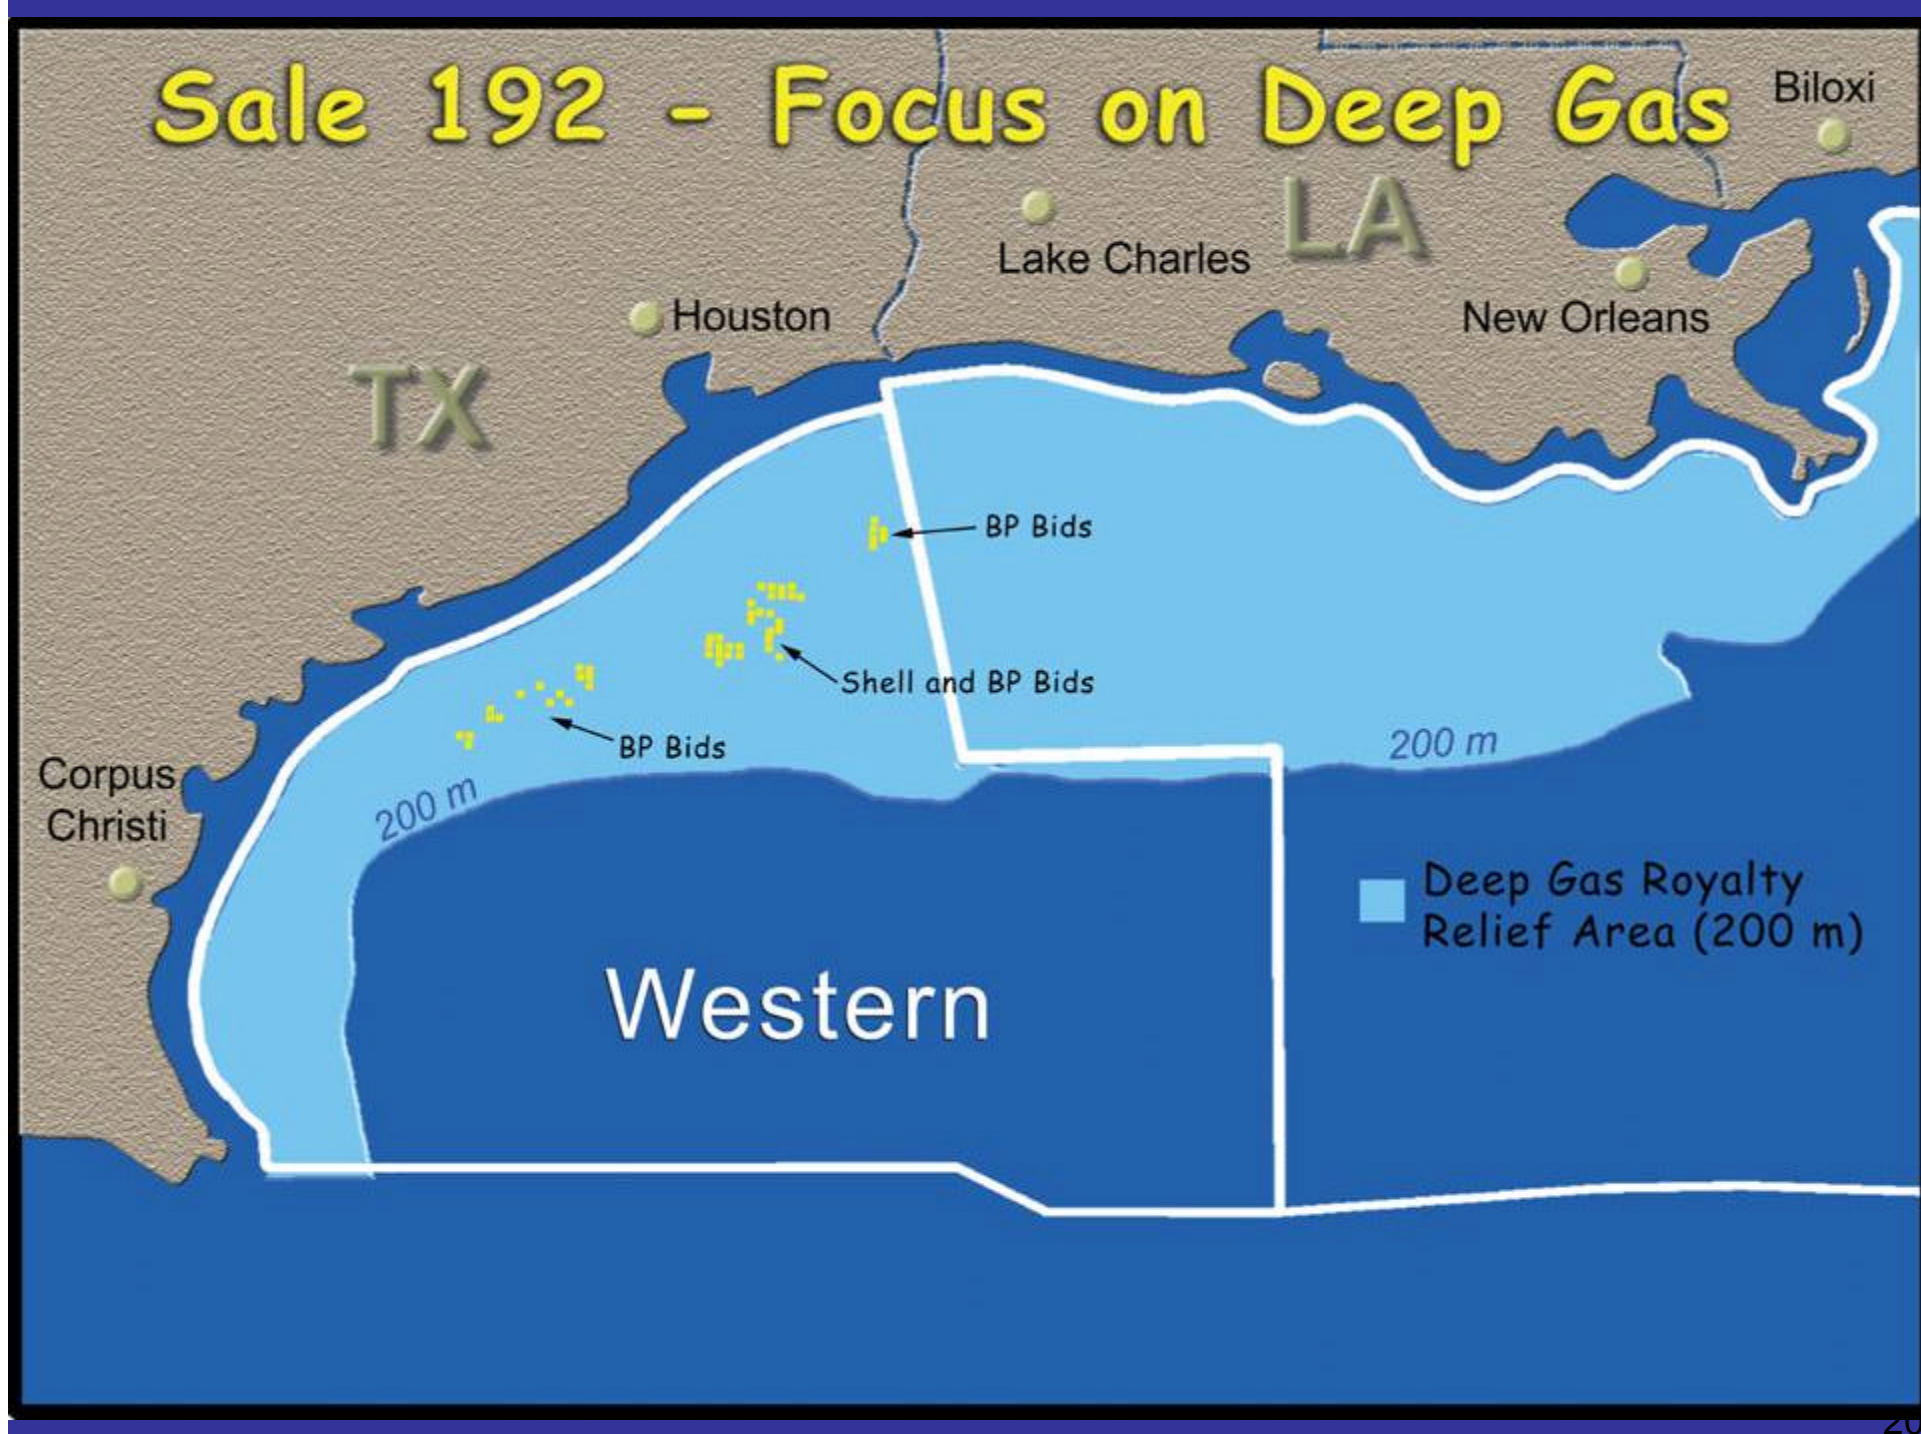 Sale 192 - Focus on Deep Gas
Biloxi
LA
Lake Charles
New Orleans
Houston
TX
BP Bids
Shell and BP Bids
BP Bids
200 m
Corpus
Christi
200 m
Deep Gas Royalty
Relief Area (200 m)
Western